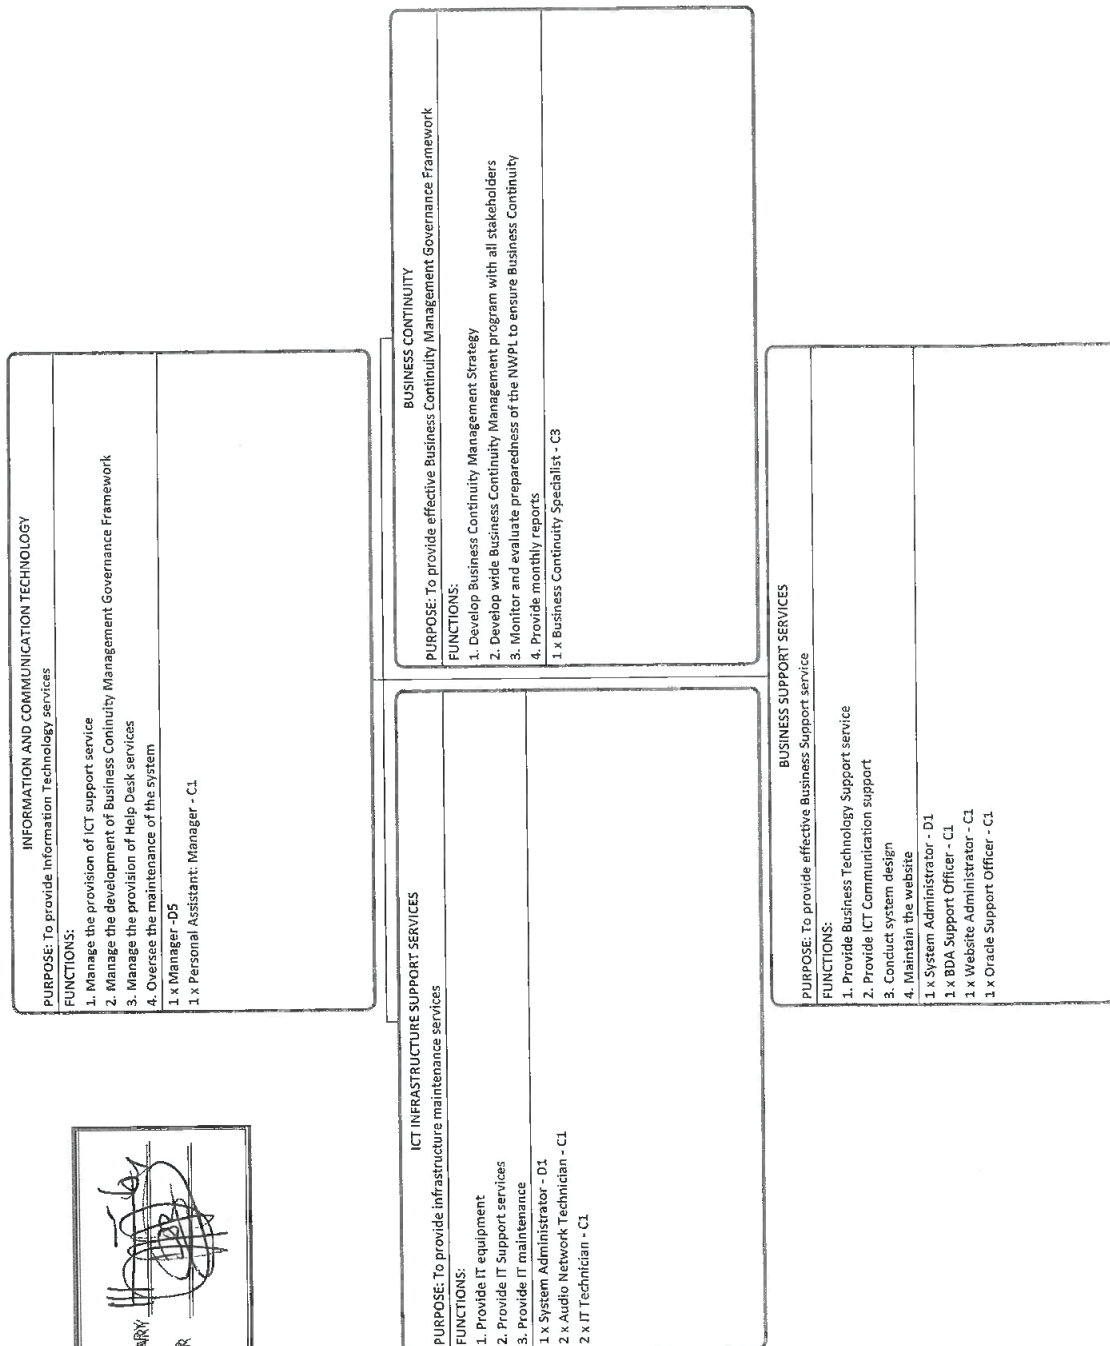 INFORMATION AND COMMUNICATION TECHNOLOGY
PURPOSE: To provide Information Technology services
FUNCTIONS:
1. Manage the provision of ICT support service
2. Manage the development of Business Coninuity Management Governance Framework
3. Manage the provision of Help Desk services
4. Oversee the maintenance of the system
1 x Manager -D5
1 x Personal Assistant: Manager - C1
ICT INFRASTRUCTURE SUPPORT SERVICES
PURPOSE: To provide infrastructure maintenance services
FUNCTIONS:
1. Provide IT equipment
2. Provide IT Support services
3. Provide IT maintenance
1 x System Administrator - D1
2 x Audio Network Technician - C1
2 x IT Technician - C1
BUSINESS CONTINUITY
PURPOSE: To provide effective Business Continuity Management Governance Framework
FUNCTIONS:
1. Develop Business Continuity Management Strategy
2. Develop wide Business Continuity Management program with all stakeholders
3. Monitor and evaluate preparedness of the NWPL to ensure Business Continuity
4. Provide monthly reports
1 x Business Continuity Specialist - C3
BUSINESS SUPPORT SERVICES
PURPOSE: To provide effective Business Support service
FUNCTIONS:
1. Provide Business Technology Support service
2. Provide ICT Communication support
3. Conduct system design
4. Maintain the website
1 x System Administrator - D1
1 x BDA Support Officer - C1
1 x Website Administrator - C1
1 x Oracle Support Officer - C1